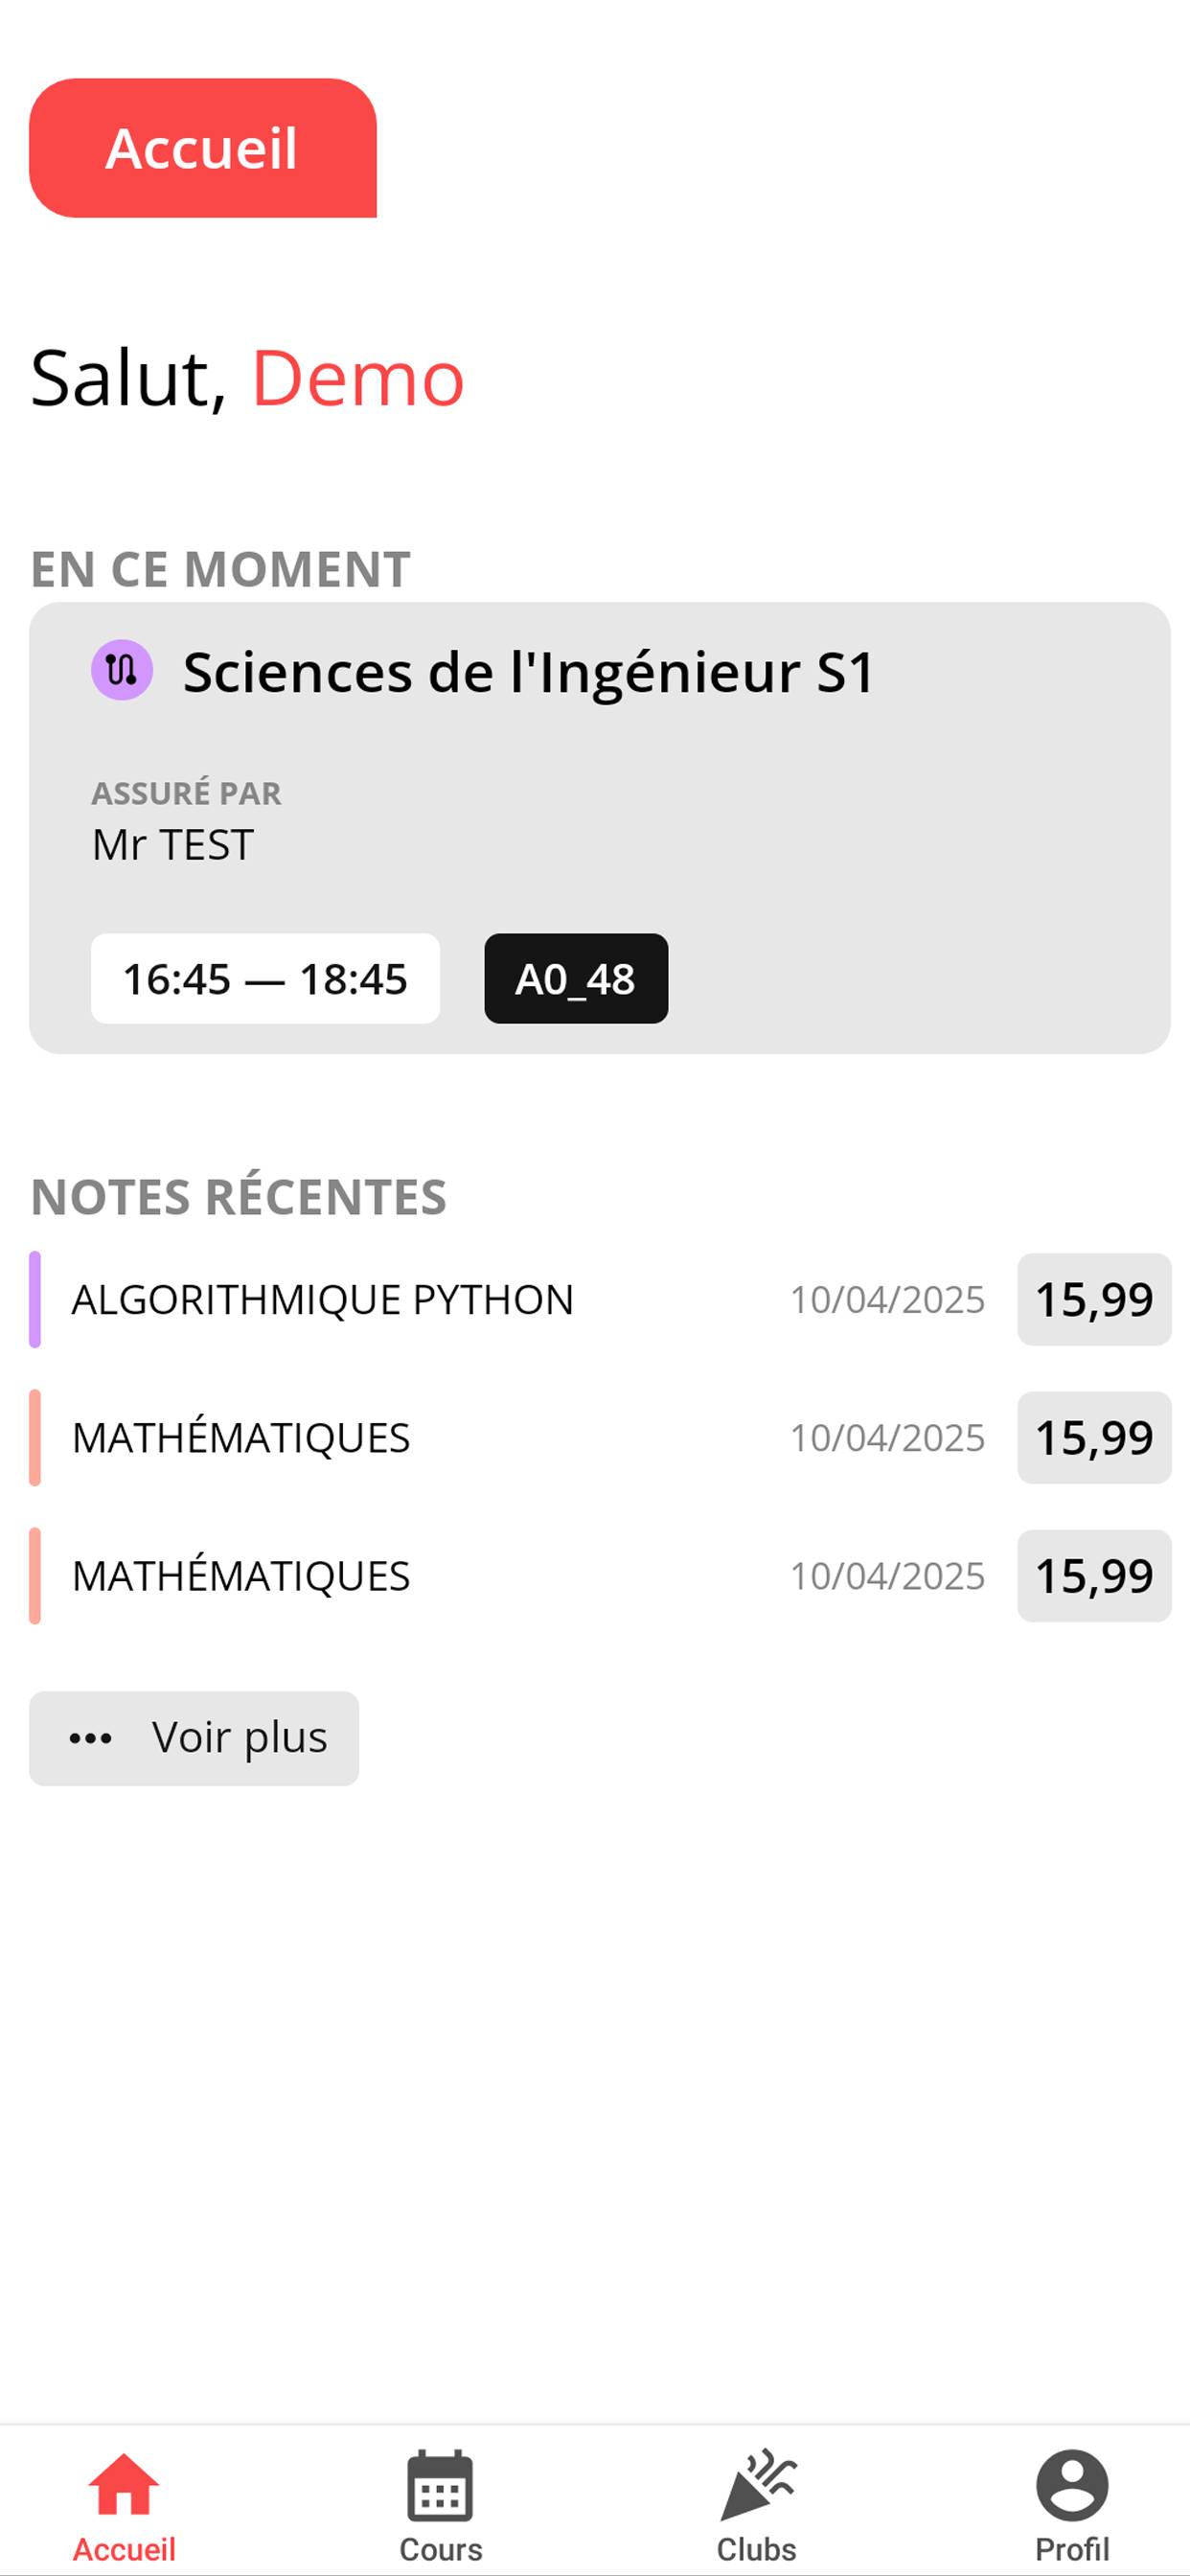 Accueil
Salut, Demo
EN CE MOMENT
Sciences de l'Ingénieur S1
ASSURÉ PAR
Mr TEST
16:45 — 18:45 A0_48
NOTES RÉCENTES
ALGORITHMIQUE PYTHON 10/04/2025 15,99
MATHÉMATIQUES 10/04/2025 15,99
MATHÉMATIQUES 10/04/2025 15,99
Voir plus
Accueil Cours Clubs Profil